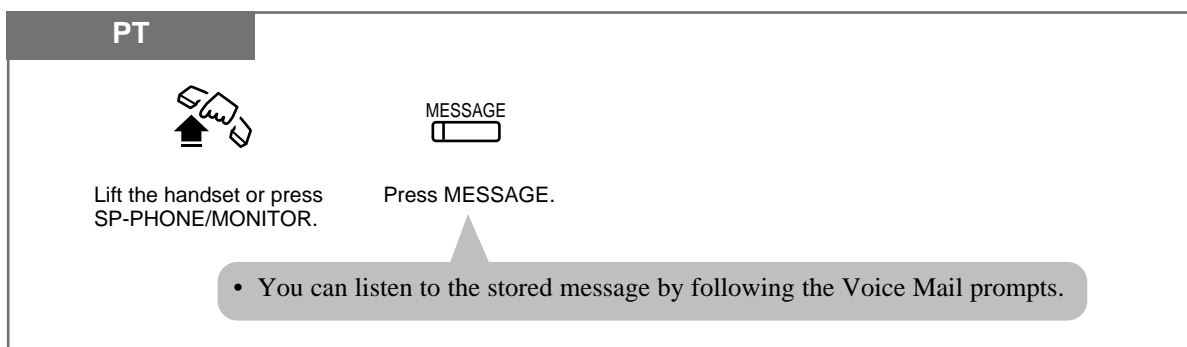 PT
MESSAGE
Lift the handset or press
SP-PHONE/MONITOR.
Press MESSAGE.
• You can listen to the stored message by following the Voice Mail prompts.